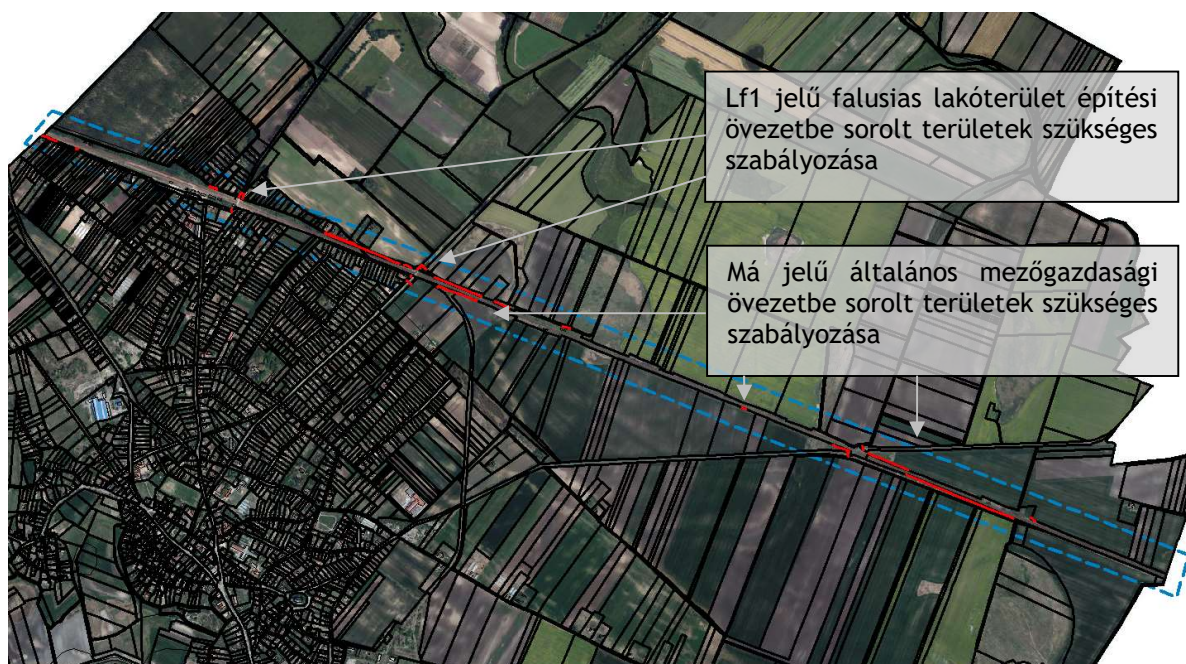 Lf1 jelű falusias lakóterület építési
övezetbe sorolt területek szükséges
szabályozása
Má jelű általános mezőgazdasági
övezetbe sorolt területek szükséges
szabályozása